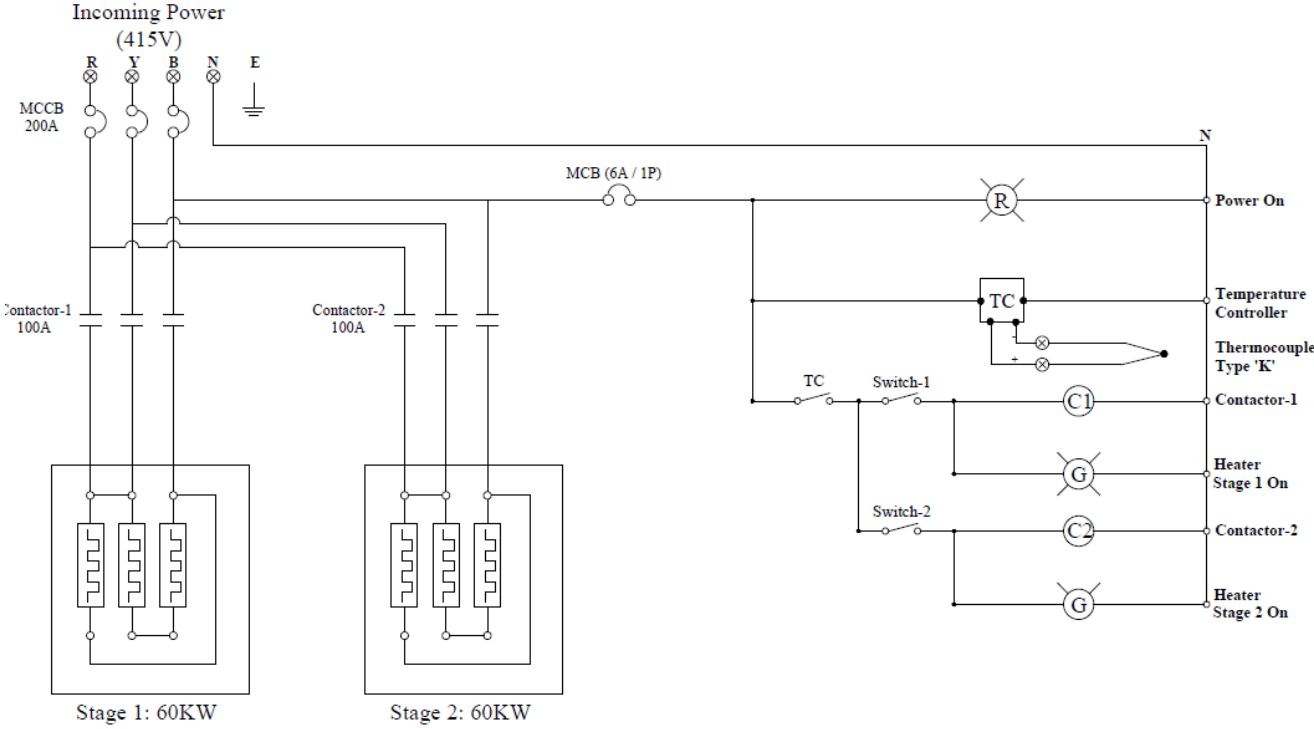 Incoming Power
(415V)
R Y B N E
MCCB
200A
N
MCB (6A / 1P)
R
Power On
TC
Temperature
Controller
-
+
Thermocouple
Type 'K'
Contactor-1
100A
Contactor-2
100A
TC
Switch-1
C1
Contactor-1
G
Heater
Stage 1 On
Switch-2
C2
Contactor-2
G
Heater
Stage 2 On
Stage 1: 60KW
Stage 2: 60KW